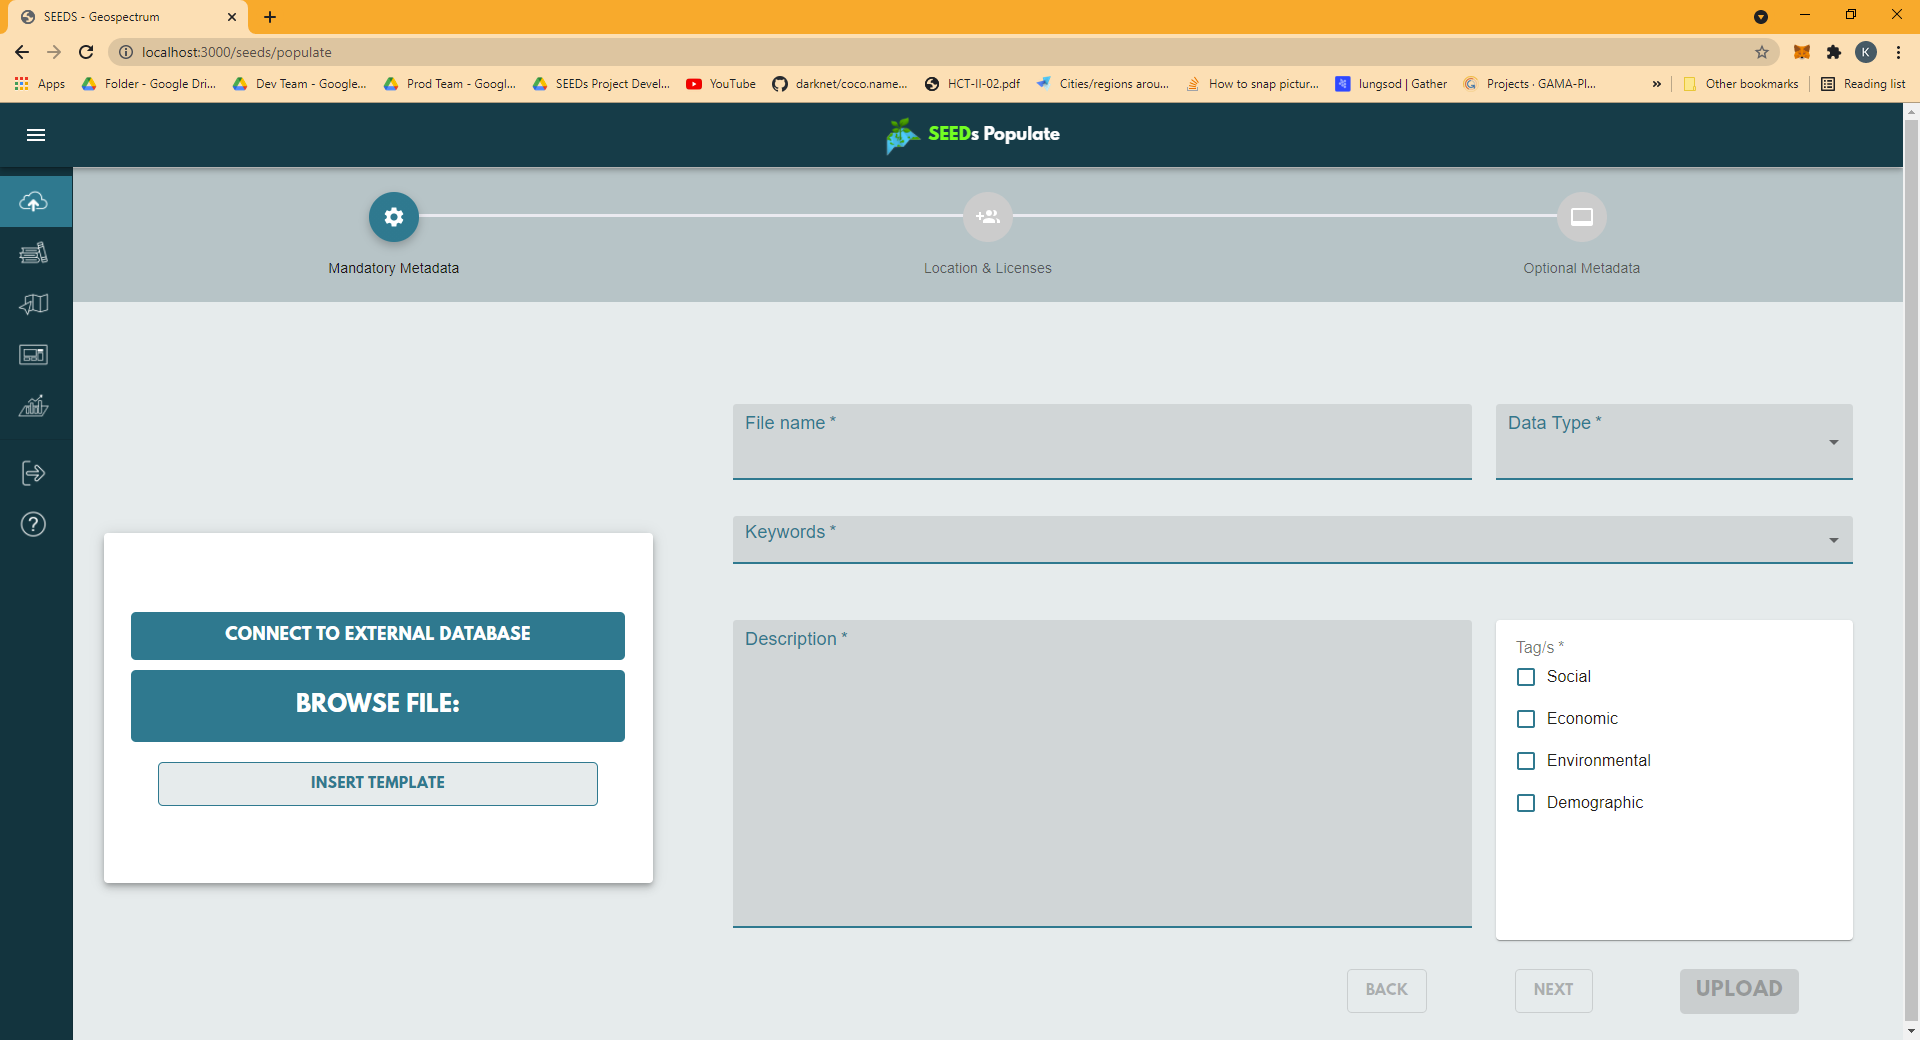 SEEDS - Geospectrum
localhost:3000/seeds/populate
K
Apps
Folder - Google Dri...
Dev Team - Google...
Prod Team - Googl...
SEEDs Project Devel...
YouTube
darknet/coco.name...
HCT-II-02.pdf
Cities/regions arou...
How to snap pictur...
lungsod | Gather
Projects · GAMA-Pl...
»
Other bookmarks
Reading list
SEEDs Populate
Mandatory Metadata
Location & Licenses
Optional Metadata
File name *
Data Type *
Keywords *
CONNECT TO EXTERNAL DATABASE
BROWSE FILE:
INSERT TEMPLATE
Description *
Tag/s *
Social
Economic
Environmental
Demographic
BACK
NEXT
UPLOAD